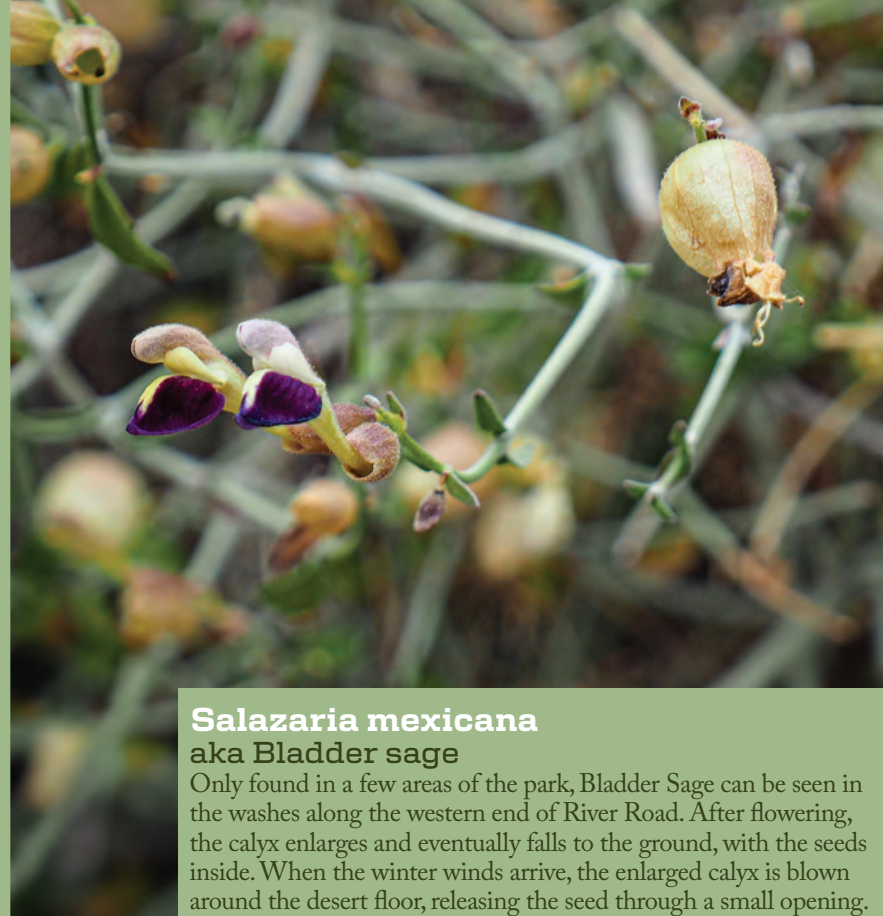 Salazaria mexicana
aka Bladder sage
Only found in a few areas of the park, Bladder Sage can be seen in
the washes along the western end of River Road. After flowering,
the calyx enlarges and eventually falls to the ground, with the seeds
inside. When the winter winds arrive, the enlarged calyx is blown
around the desert floor, releasing the seed through a small opening.